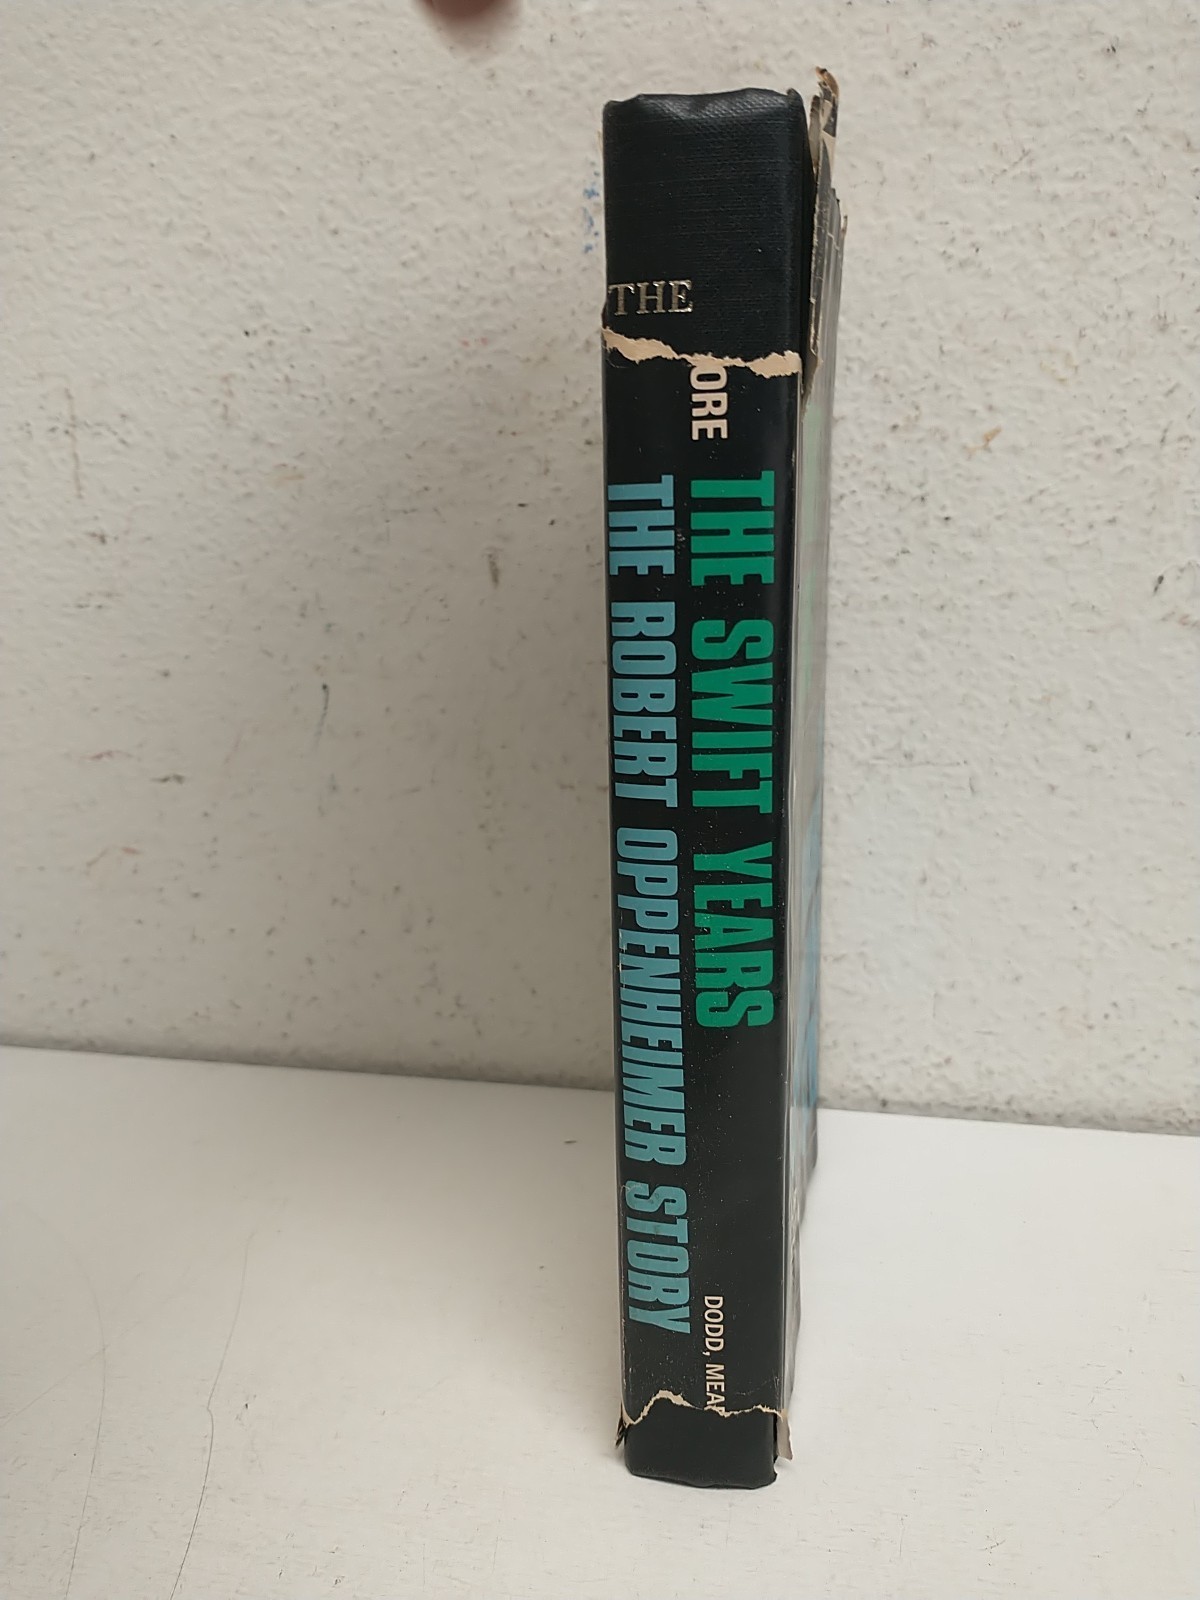 THE
ORE
THE SWIFT YEARS
THE ROBERT OPPENHEIMER STORY
DODD, MEA